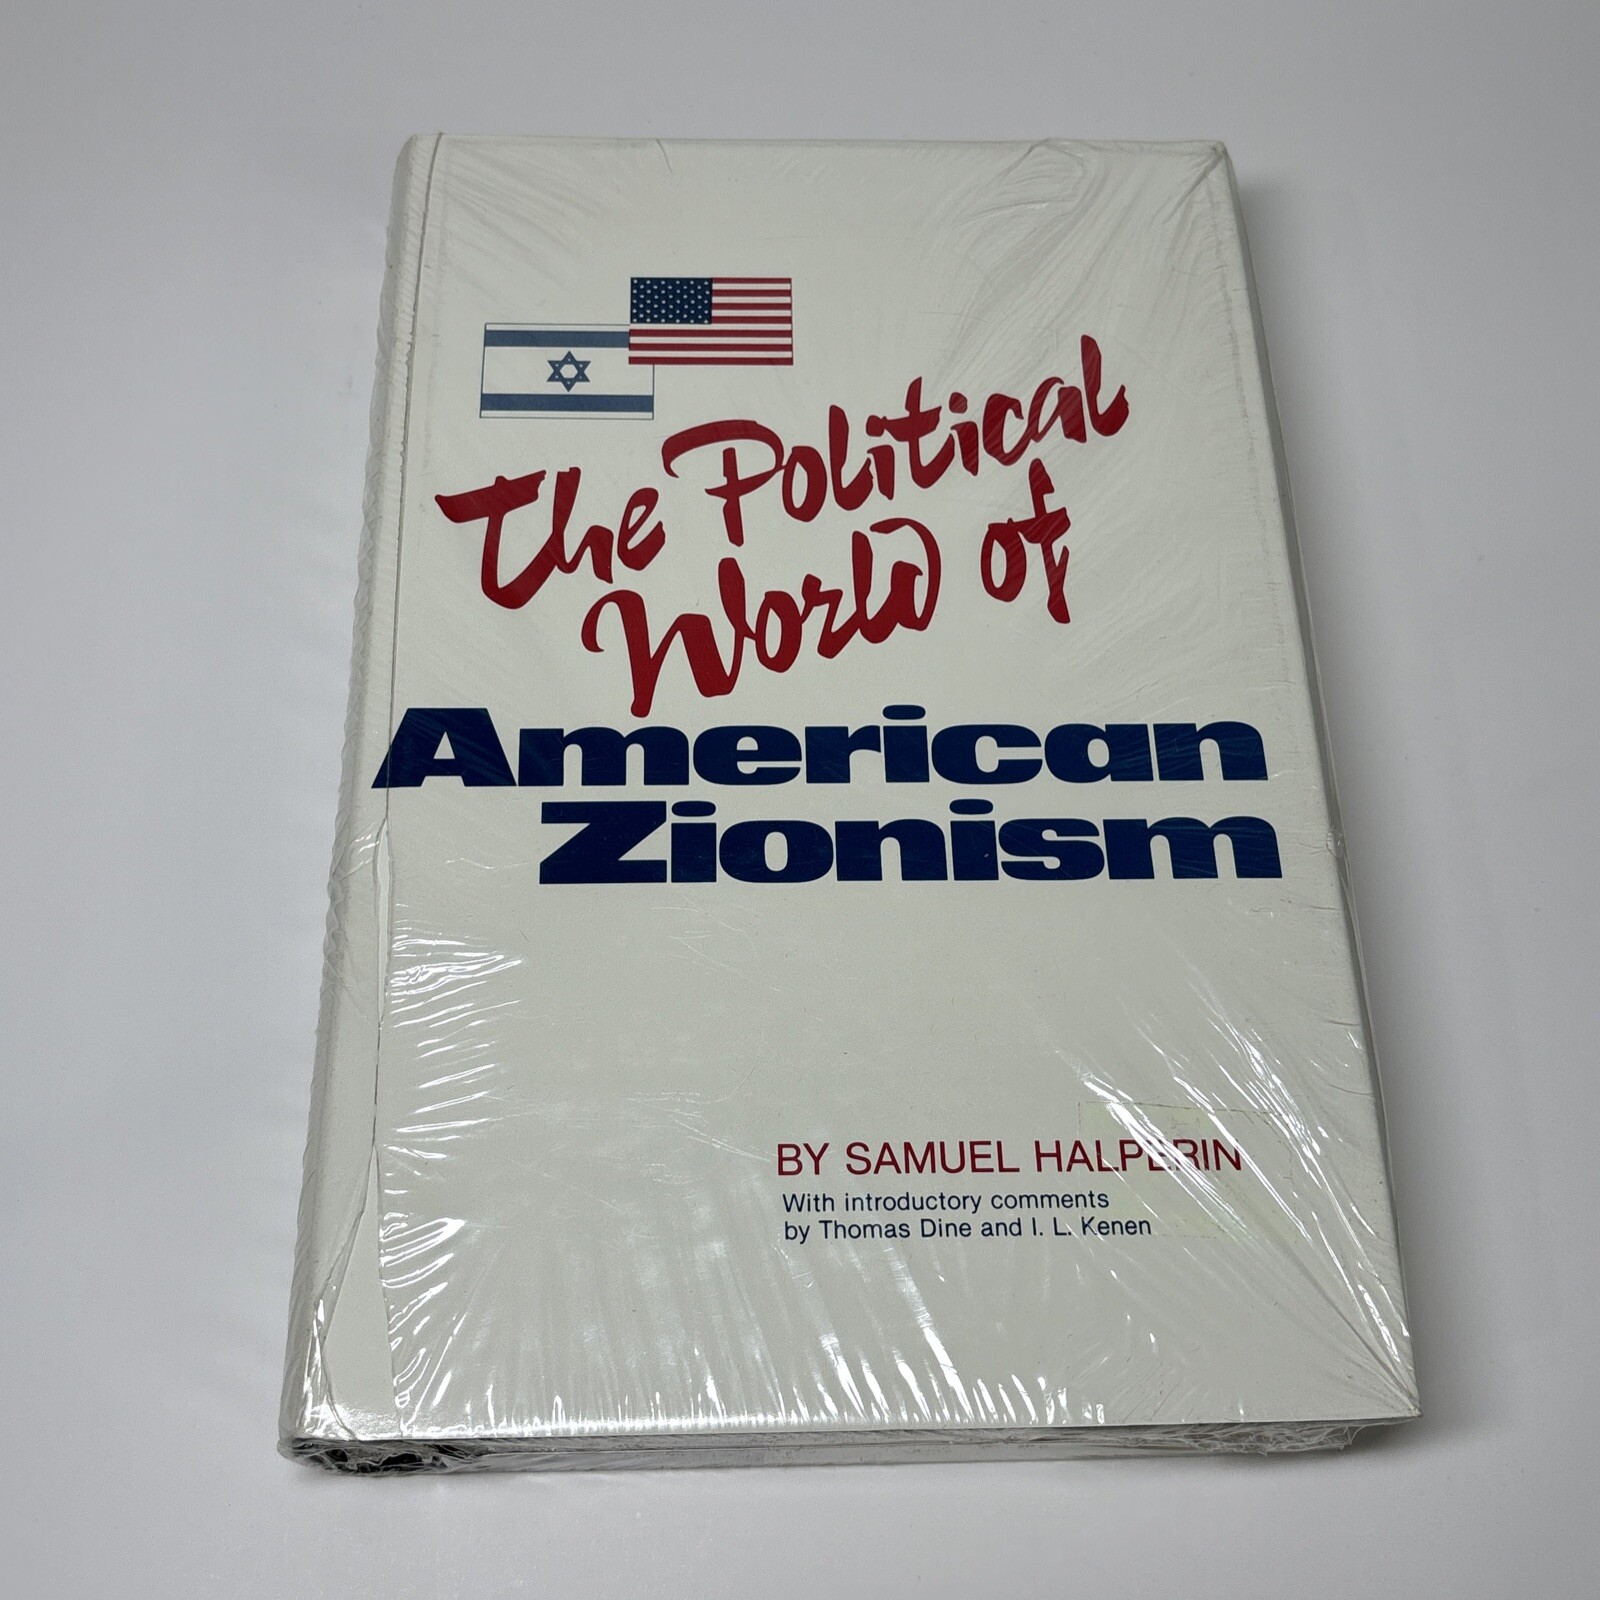 The Political
World of
American
Zionism
BY SAMUEL HALPERIN
With introductory comments
by Thomas Dine and I. L. Kenen